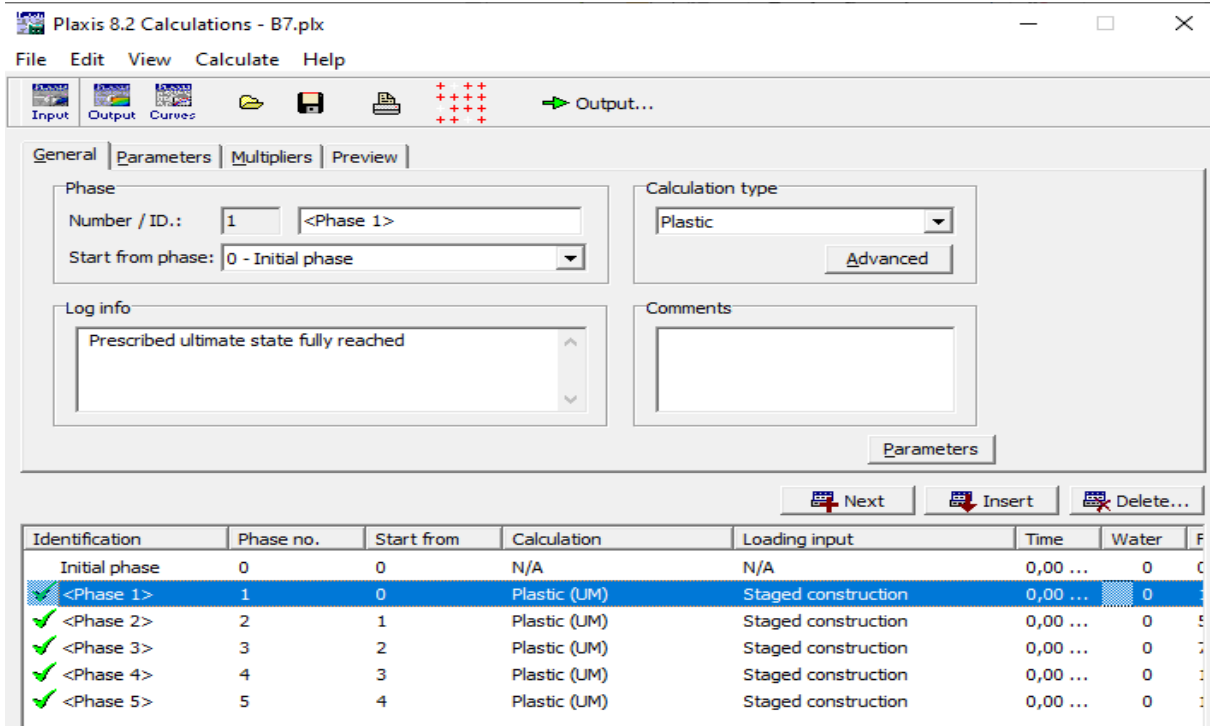 Plaxis 8.2 Calculations - B7.plx
File Edit View Calculate Help
Input Output Curves Output...
General Parameters Multipliers Preview
Phase
Number / ID.: 1 <Phase 1>
Start from phase: 0 - Initial phase
Calculation type
Plastic
Advanced
Log info
Prescribed ultimate state fully reached
Comments
Parameters
Next Insert Delete...
Identification Phase no. Start from Calculation Loading input Time Water
Initial phase 0 0 N/A N/A 0,00 ... 0
<Phase 1> 1 0 Plastic (UM) Staged construction 0,00 ... 0
<Phase 2> 2 1 Plastic (UM) Staged construction 0,00 ... 0
<Phase 3> 3 2 Plastic (UM) Staged construction 0,00 ... 0
<Phase 4> 4 3 Plastic (UM) Staged construction 0,00 ... 0
<Phase 5> 5 4 Plastic (UM) Staged construction 0,00 ... 0